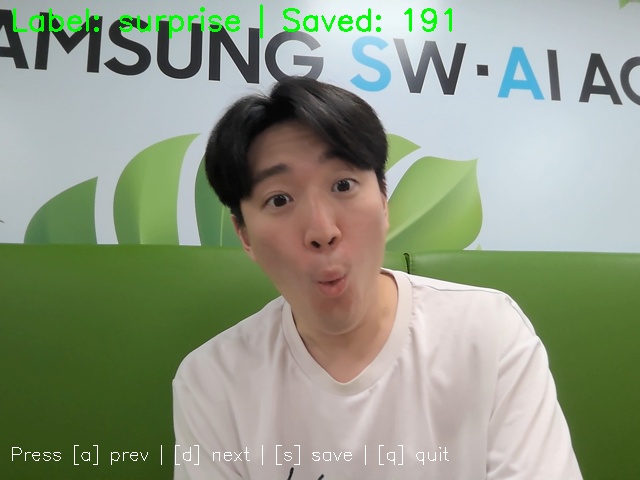 Label: surprise | Saved: 191
AMSUNG SW·AI AC
Press [a] prev | [d] next | [s] save | [q] quit